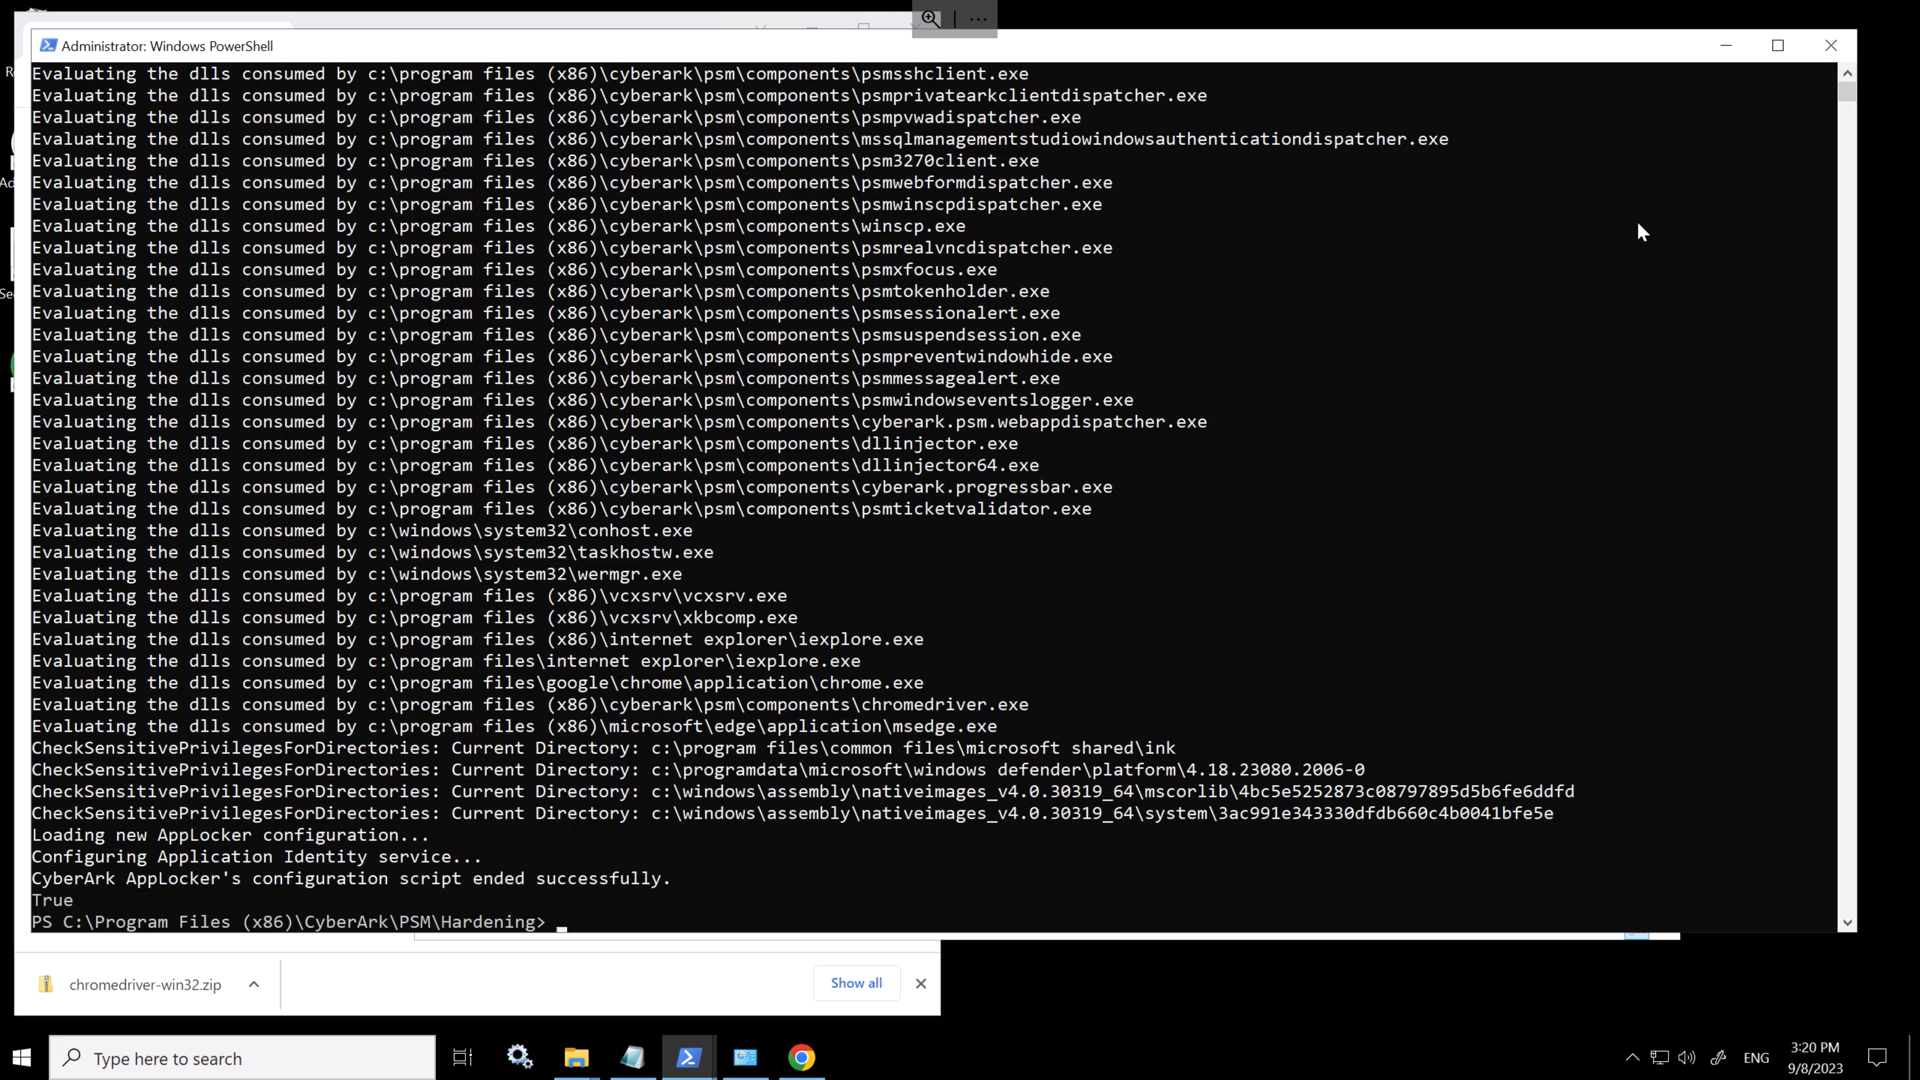 Administrator: Windows PowerShell
Evaluating the dlls consumed by c:\program files (x86)\cyberark\psm\components\psmsshclient.exe
Evaluating the dlls consumed by c:\program files (x86)\cyberark\psm\components\psmprivatearkclientdispatcher.exe
Evaluating the dlls consumed by c:\program files (x86)\cyberark\psm\components\psmpvwadispatcher.exe
Evaluating the dlls consumed by c:\program files (x86)\cyberark\psm\components\mssqlmanagementstudiowindowsauthenticationdispatcher.exe
Evaluating the dlls consumed by c:\program files (x86)\cyberark\psm\components\psm3270client.exe
Evaluating the dlls consumed by c:\program files (x86)\cyberark\psm\components\psmwebformdispatcher.exe
Evaluating the dlls consumed by c:\program files (x86)\cyberark\psm\components\psmwinscpdispatcher.exe
Evaluating the dlls consumed by c:\program files (x86)\cyberark\psm\components\winscp.exe
Evaluating the dlls consumed by c:\program files (x86)\cyberark\psm\components\psmrealvncdispatcher.exe
Evaluating the dlls consumed by c:\program files (x86)\cyberark\psm\components\psmxfocus.exe
Evaluating the dlls consumed by c:\program files (x86)\cyberark\psm\components\psmtokenholder.exe
Evaluating the dlls consumed by c:\program files (x86)\cyberark\psm\components\psmsessionalert.exe
Evaluating the dlls consumed by c:\program files (x86)\cyberark\psm\components\psmsuspendsession.exe
Evaluating the dlls consumed by c:\program files (x86)\cyberark\psm\components\psmpreventwindowhide.exe
Evaluating the dlls consumed by c:\program files (x86)\cyberark\psm\components\psmmessagealert.exe
Evaluating the dlls consumed by c:\program files (x86)\cyberark\psm\components\psmwindowseventslogger.exe
Evaluating the dlls consumed by c:\program files (x86)\cyberark\psm\components\cyberark.psm.webappdispatcher.exe
Evaluating the dlls consumed by c:\program files (x86)\cyberark\psm\components\dllinjector.exe
Evaluating the dlls consumed by c:\program files (x86)\cyberark\psm\components\dllinjector64.exe
Evaluating the dlls consumed by c:\program files (x86)\cyberark\psm\components\cyberark.progressbar.exe
Evaluating the dlls consumed by c:\program files (x86)\cyberark\psm\components\psmticketvalidator.exe
Evaluating the dlls consumed by c:\windows\system32\conhost.exe
Evaluating the dlls consumed by c:\windows\system32\taskhostw.exe
Evaluating the dlls consumed by c:\windows\system32\wermgr.exe
Evaluating the dlls consumed by c:\program files (x86)\vcxsrv\vcxsrv.exe
Evaluating the dlls consumed by c:\program files (x86)\vcxsrv\xkbcomp.exe
Evaluating the dlls consumed by c:\program files (x86)\internet explorer\iexplore.exe
Evaluating the dlls consumed by c:\program files\internet explorer\iexplore.exe
Evaluating the dlls consumed by c:\program files\google\chrome\application\chrome.exe
Evaluating the dlls consumed by c:\program files (x86)\cyberark\psm\components\chromedriver.exe
Evaluating the dlls consumed by c:\program files (x86)\microsoft\edge\application\msedge.exe
CheckSensitivePrivilegesForDirectories: Current Directory: c:\program files\common files\microsoft shared\ink
CheckSensitivePrivilegesForDirectories: Current Directory: c:\programdata\microsoft\windows defender\platform\4.18.23080.2006-0
CheckSensitivePrivilegesForDirectories: Current Directory: c:\windows\assembly\nativeimages_v4.0.30319_64\mscorlib\4bc5e5252873c08797895d5b6fe6ddfd
CheckSensitivePrivilegesForDirectories: Current Directory: c:\windows\assembly\nativeimages_v4.0.30319_64\system\3ac991e343330dfdb660c4b0041bfe5e
Loading new AppLocker configuration...
Configuring Application Identity service...
CyberArk AppLocker's configuration script ended successfully.
True
PS C:\Program Files (x86)\CyberArk\PSM\Hardening>
chromedriver-win32.zip
Show all
Type here to search
ENG
3:20 PM
9/8/2023